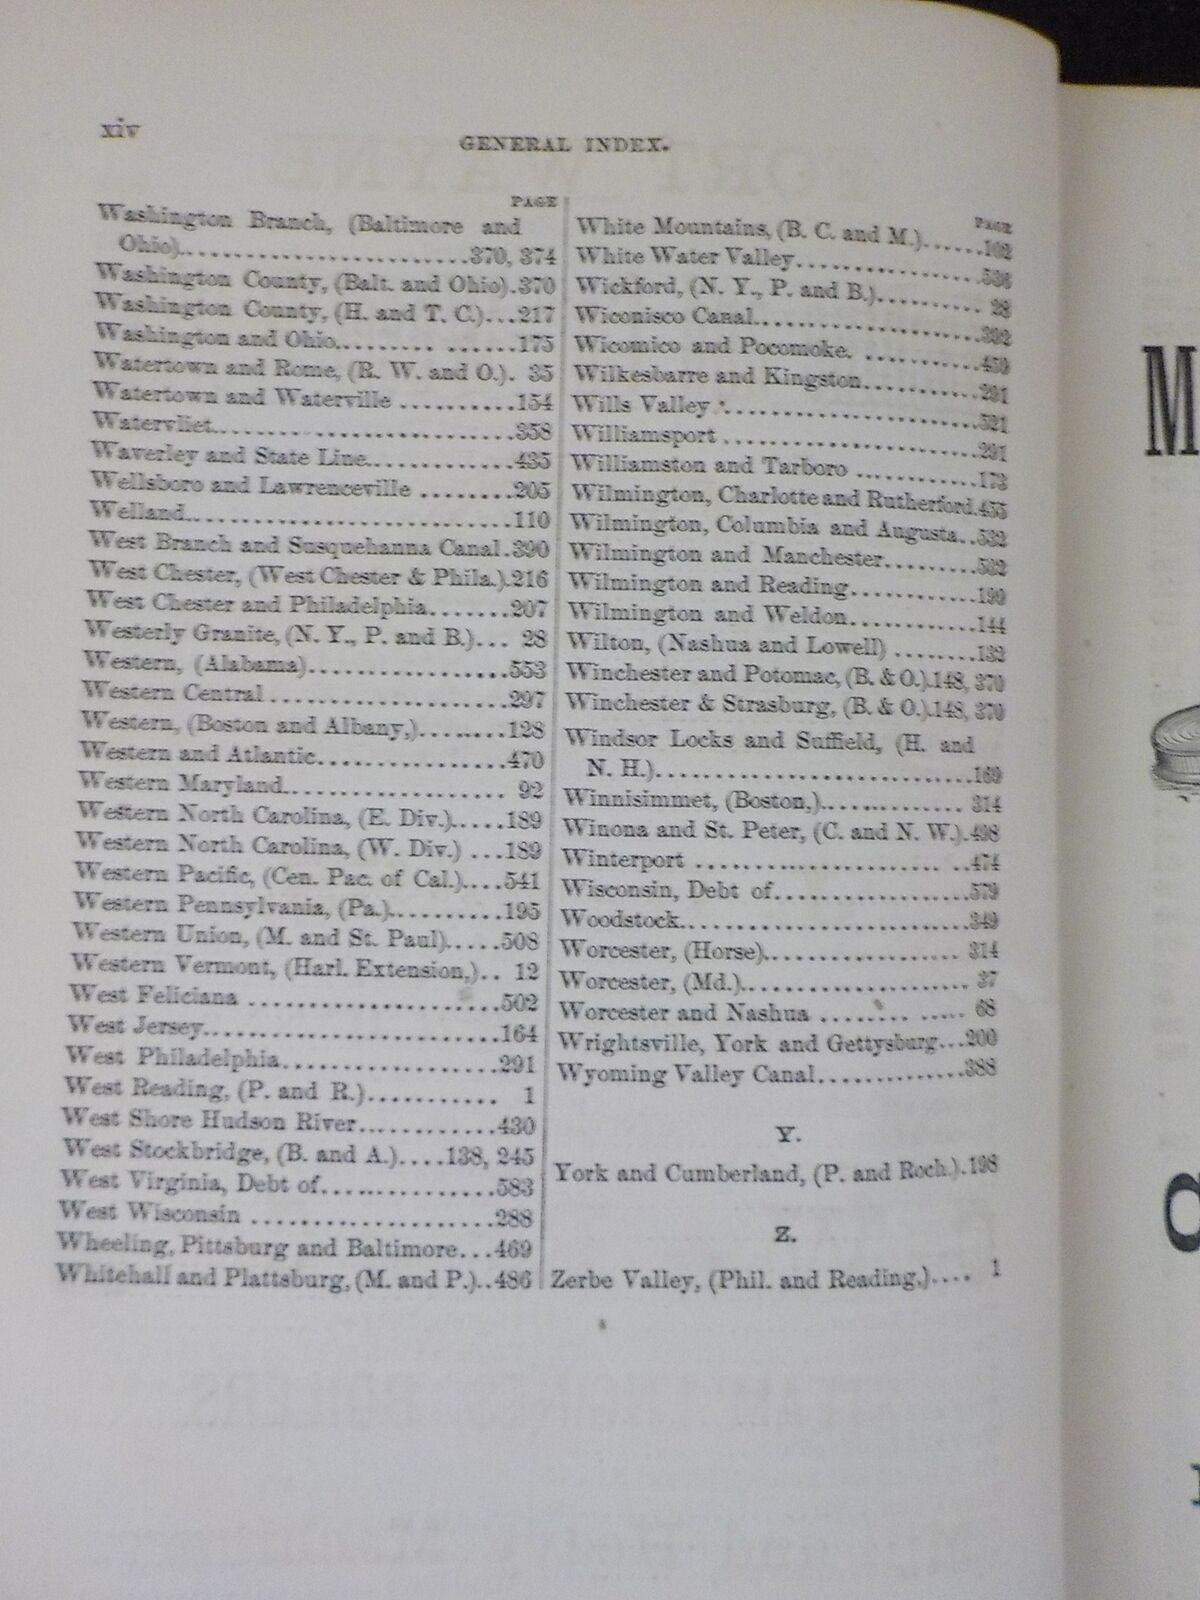 xiv
GENERAL INDEX.
PAGE
Washington Branch, (Baltimore and
Ohio)..........................370, 374
Washington County, (Balt. and Ohio).370
Washington County, (H. and T. C.)...217
Washington and Ohio......... .......175
Watertown and Rome, (R. W. and O.). 35
Watertown and Waterville ..........154
Watervliet..............................358
Waverley and State Line.............435
Wellsboro and Lawrenceville ........205
Welland.................................110
West Branch and Susquehanna Canal.390
West Chester, (West Chester & Phila.).216
West Chester and Philadelphia.......207
Westerly Granite, (N. Y., P. and B.)... 28
Western, (Alabama)..................553
Western Central .....................297
Western, (Boston and Albany,)........128
Western and Atlantic................470
Western Maryland.................... 92
Western North Carolina, (E. Div.).....189
Western North Carolina, (W. Div.) ...189
Western Pacific, (Cen. Pac. of Cal.)....541
Western Pennsylvania, (Pa.)..........195
Western Union, (M. and St. Paul).....508
Western Vermont, (Harl. Extension,).. 12
West Feliciana ......................502
West Jersey..........................164
West Philadelphia...................291
West Reading, (P. and R.)........... 1
West Shore Hudson River............430
West Stockbridge, (B. and A.)....138, 245
West Virginia, Debt of...............583
West Wisconsin .....................288
Wheeling, Pittsburg and Baltimore...469
Whitehall and Plattsburg, (M. and P.)..486
PAGE
White Mountains, (B. C. and M.)......102
White Water Valley..................536
Wickford, (N. Y., P. and B.)......... 28
Wiconisco Canal.....................392
Wicomico and Pocomoke. ...........459
Wilkesbarre and Kingston............291
Wills Valley ........................521
Williamsport ........................291
Williamston and Tarboro ...........173
Wilmington, Charlotte and Rutherford.455
Wilmington, Columbia and Augusta..532
Wilmington and Manchester.........532
Wilmington and Reading............199
Wilmington and Weldon............144
Wilton, (Nashua and Lowell) ........132
Winchester and Potomac, (B. & O.).148, 370
Winchester & Strasburg, (B. & O.).148, 370
Windsor Locks and Suffield, (H. and
N. H.)............................169
Winnisimmet, (Boston,).............. 314
Winona and St. Peter, (C. and N. W.).498
Winterport ..........................474
Wisconsin, Debt of...................579
Woodstock...........................349
Worcester, (Horse)................... 314
Worcester, (Md.)..................... 37
Worcester and Nashua ........ ..... 68
Wrightsville, York and Gettysburg...200
Wyoming Valley Canal..............388
Y.
York and Cumberland, (P. and Roch.).198
Z.
Zerbe Valley, (Phil. and Reading,).... 1
M